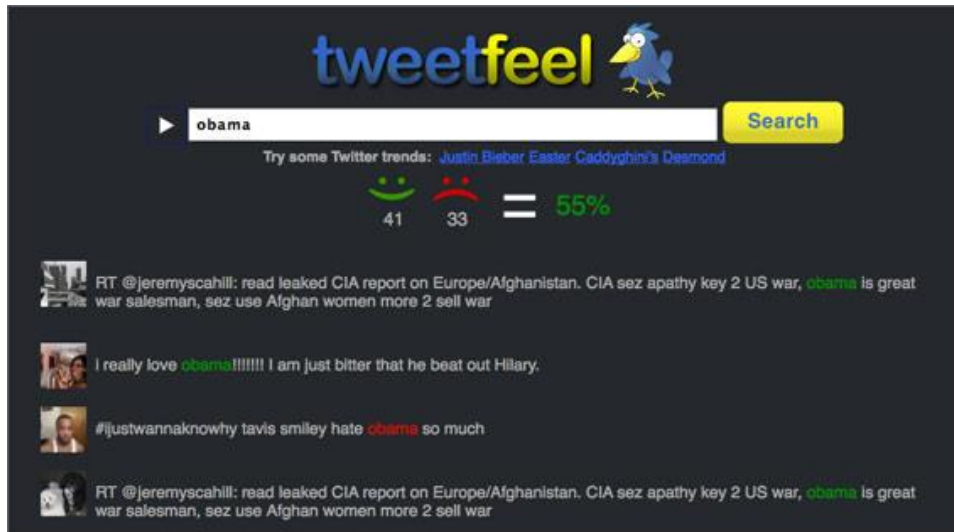 tweetfeel
obama
Search
Try some Twitter trends: Justin Bieber Easter Caddyghini's Desmond
41 33 = 55%
RT @jeremyscahill: read leaked CIA report on Europe/Afghanistan. CIA sez apathy key 2 US war, obama is great
war salesman, sez use Afghan women more 2 sell war
i really love obama!!!!!!! I am just bitter that he beat out Hilary.
#ijustwannaknowhy tavis smiley hate obama so much
RT @jeremyscahill: read leaked CIA report on Europe/Afghanistan. CIA sez apathy key 2 US war, obama is great
war salesman, sez use Afghan women more 2 sell war